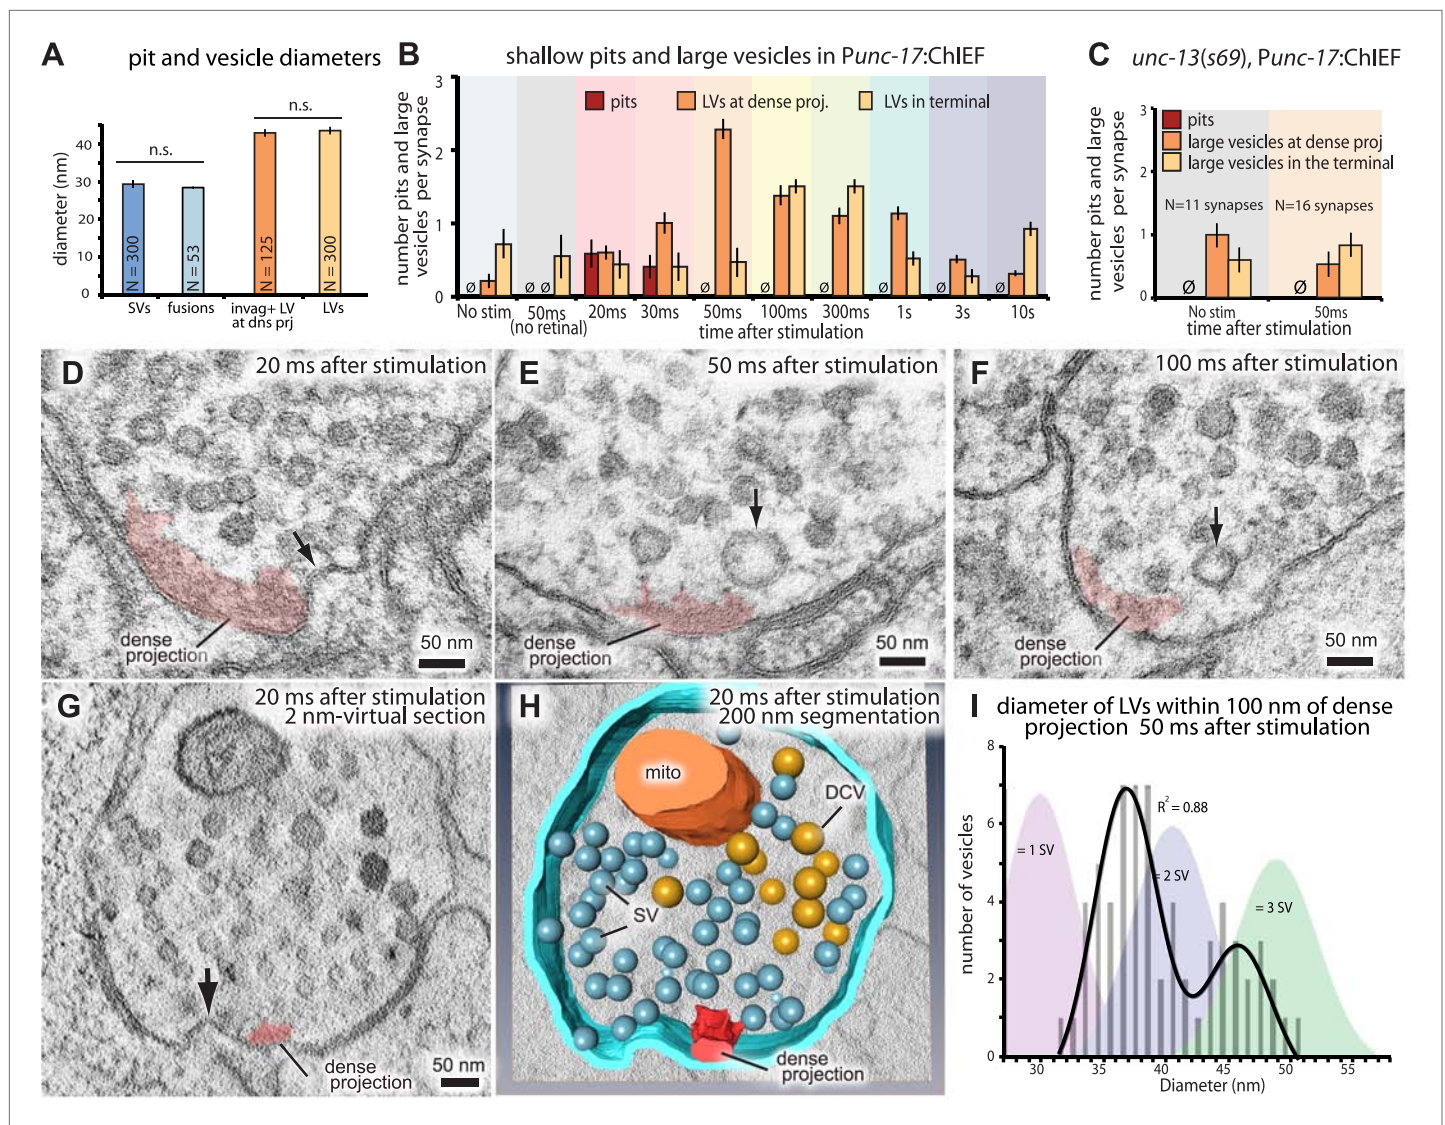 A
pit and vesicle diameters
diameter (nm)
40
30
20
10
0
n.s.
n.s.
N = 300
N = 53
N = 125
N = 300
SVs
fusions
invag+ LV
at dns prj
LVs
B
shallow pits and large vesicles in Punc-17:ChIEF
number pits and large
vesicles per synapse
3
2
1
0
pits
LVs at dense proj.
LVs in terminal
Ø
Ø
Ø
Ø
Ø
Ø
Ø
Ø
Ø
No stim
50ms
(no retinal)
20ms
30ms
50ms
100ms
300ms
1s
3s
10s
time after stimulation
C
unc-13(s69), Punc-17:ChIEF
number pits and large
vesicles per synapse
3
2
1
0
pits
large vesicles at dense proj
large vesicles in the terminal
N=11 synapses
N=16 synapses
Ø
Ø
No stim
50ms
time after stimulation
D
20 ms after stimulation
dense
projection
50 nm
E
50 ms after stimulation
dense
projection
50 nm
F
100 ms after stimulation
dense
projection
50 nm
G
20 ms after stimulation
2 nm-virtual section
dense
projection
50 nm
H
20 ms after stimulation
200 nm segmentation
mito
DCV
SV
dense
projection
I
diameter of LVs within 100 nm of dense
projection 50 ms after stimulation
number of vesicles
8
6
4
2
0
R² = 0.88
= 1 SV
= 2 SV
= 3 SV
30
35
40
45
50
55
Diameter (nm)